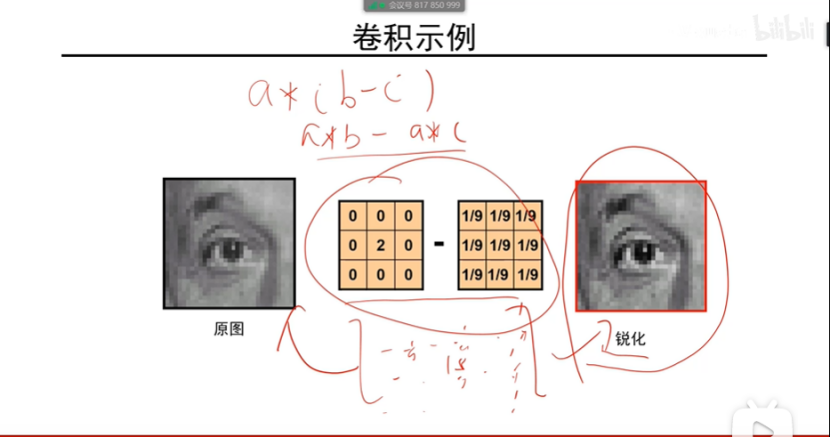 会议号 817 850 999
卷积示例
bilibili
a*(b-c)
a*b - a*c
0 0 0 1/9 1/9 1/9
0 2 0 - 1/9 1/9 1/9
0 0 0 1/9 1/9 1/9
原图
锐化